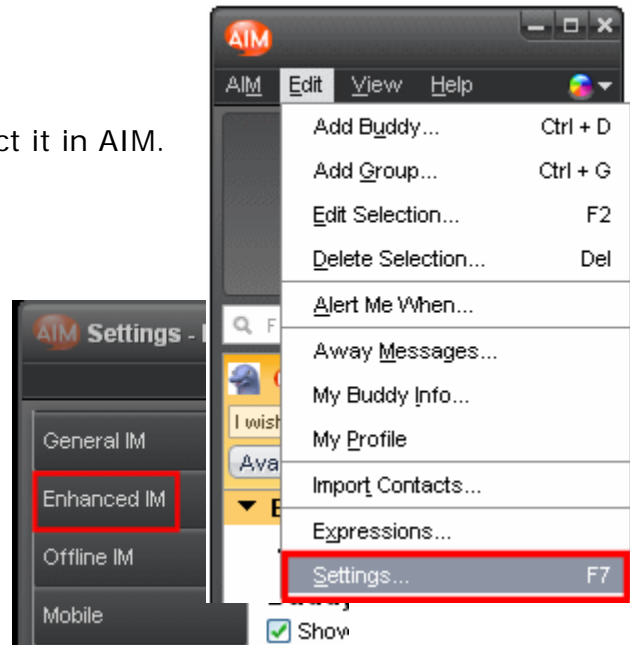 AIM
AIM Edit View Help
ct it in AIM.
Add Buddy... Ctrl + D
Add Group... Ctrl + G
Edit Selection... F2
Delete Selection... Del
Alert Me When...
Away Messages...
My Buddy Info...
My Profile
Import Contacts...
Expressions...
Settings... F7
F
I wish
Ava
AIM Settings -
General IM
Enhanced IM
Offline IM
Mobile
Show